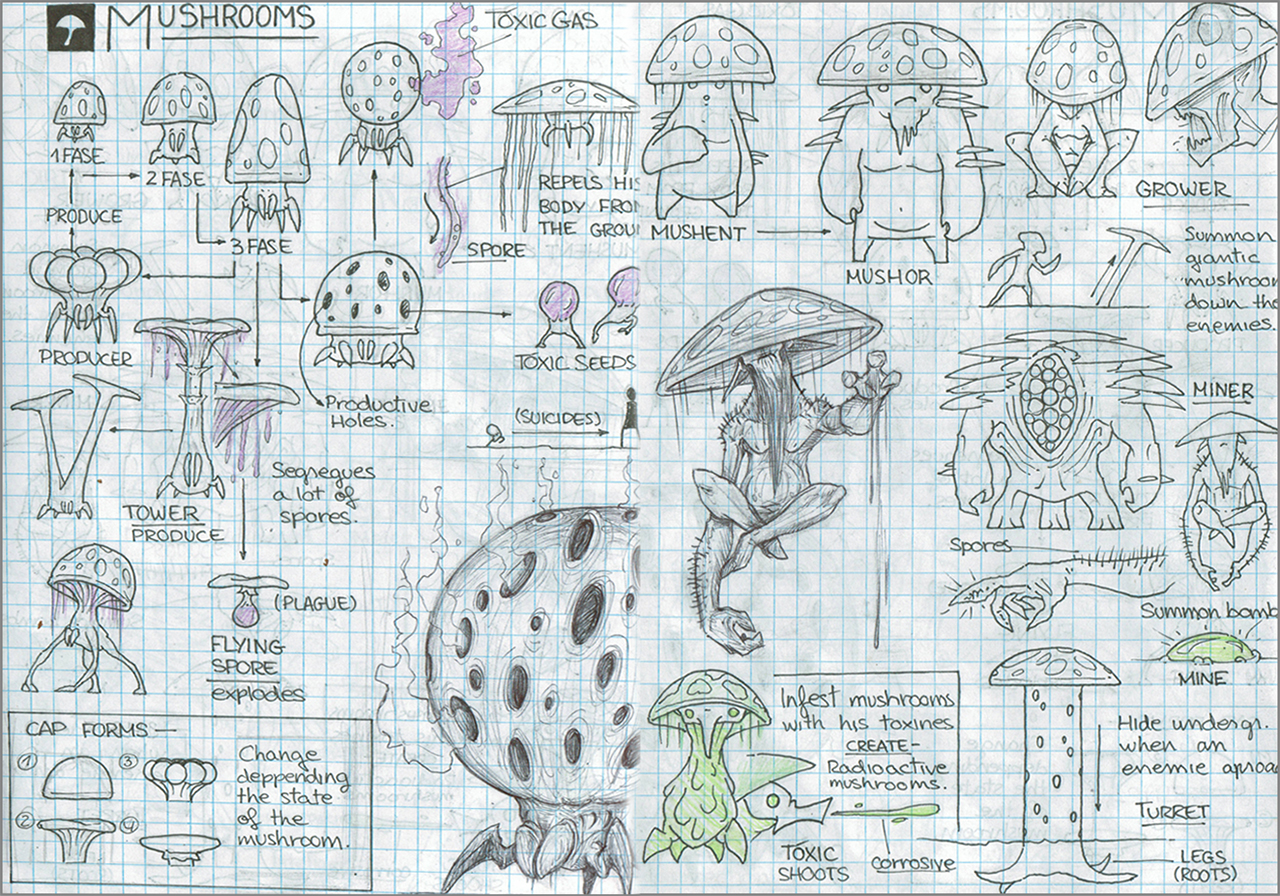 MUSHROOMS
TOXIC GAS
1 FASE
2 FASE
3 FASE
PRODUCE
PRODUCER
REPELS HIS
BODY FROM
THE GROU
SPORE
TOXIC SEEDS
(SUICIDES)
Productive
Holes.
Segregues
a lot of
spores.
TOWER
PRODUCE
(PLAGUE)
FLYING
SPORE
explodes
CAP FORMS —
1
2
3
4
Change
deppending
the state
of the
mushroom.
MUSHENT
MUSHOR
GROWER
Summon
giantic
mushroom
down the
enemies.
MINER
Spores
Summon bomb
MINE
Infest mushrooms
with his toxines
CREATE-
Radioactive
mushrooms.
TOXIC
SHOOTS
corrosive
Hide undergr.
when an
enemie aproa
TURRET
LEGS
(ROOTS)